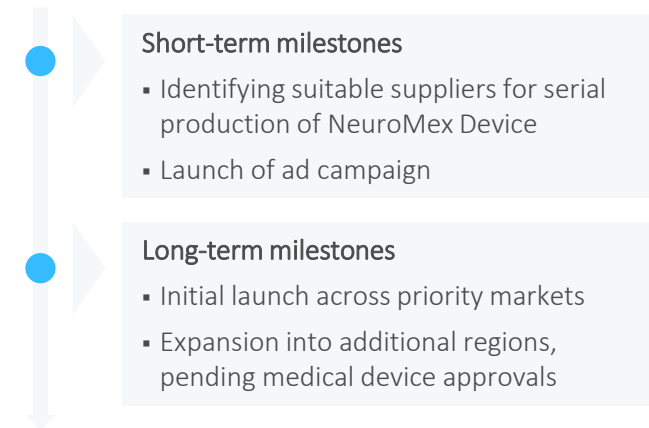 Short-term milestones
▪ Identifying suitable suppliers for serial
production of NeuroMex Device
▪ Launch of ad campaign
Long-term milestones
▪ Initial launch across priority markets
▪ Expansion into additional regions,
pending medical device approvals